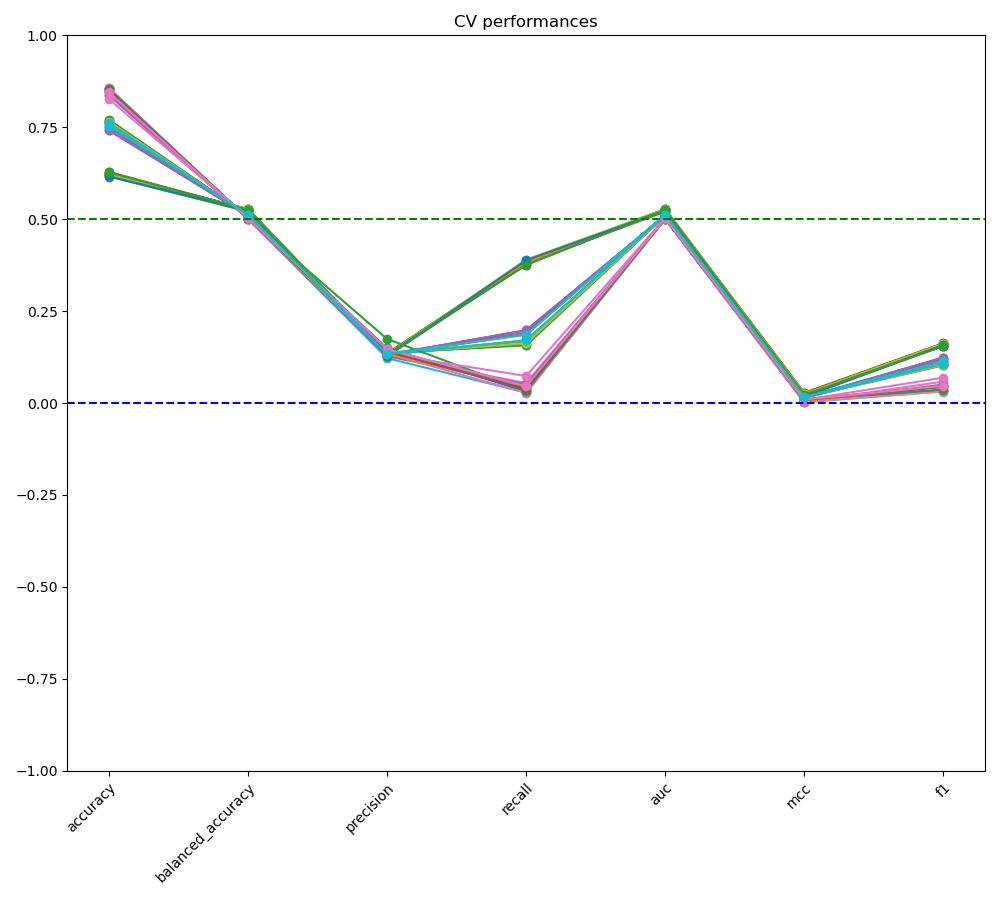 CV performances
1.00
0.75
0.50
0.25
0.00
−0.25
−0.50
−0.75
−1.00
accuracy
balanced_accuracy
precision
recall
auc
mcc
f1